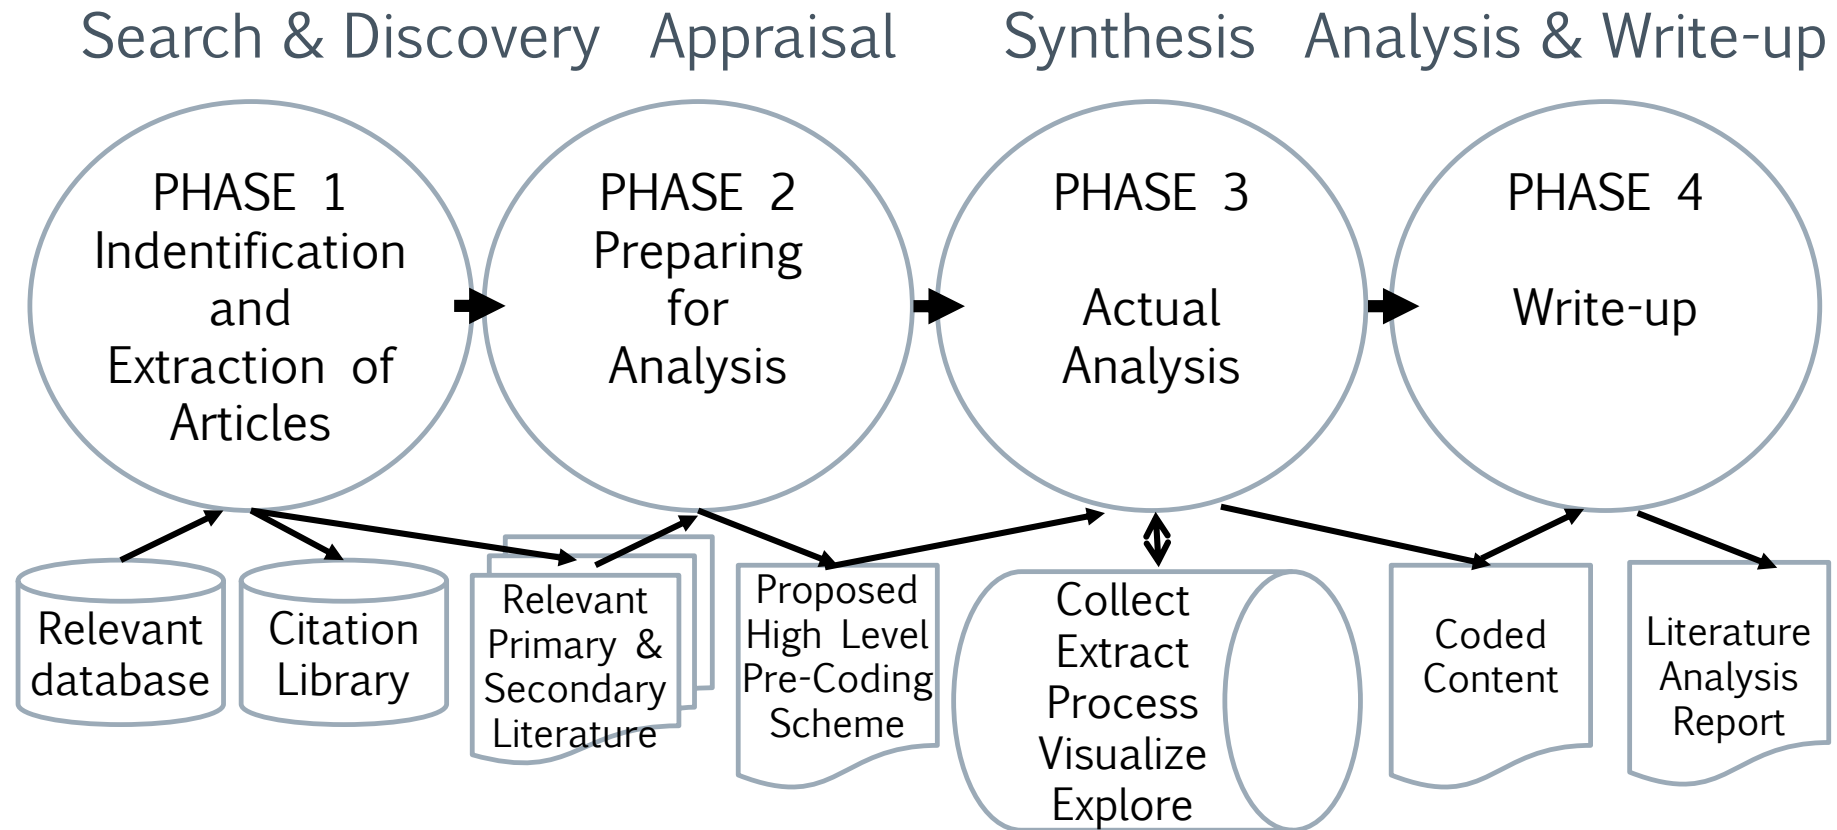 Search & Discovery Appraisal Synthesis Analysis & Write-up
PHASE 1
Indentification
and
Extraction of
Articles
PHASE 2
Preparing
for
Analysis
PHASE 3
Actual
Analysis
PHASE 4
Write-up
Relevant
database
Citation
Library
Relevant
Primary &
Secondary
Literature
Proposed
High Level
Pre-Coding
Scheme
Collect
Extract
Process
Visualize
Explore
Coded
Content
Literature
Analysis
Report